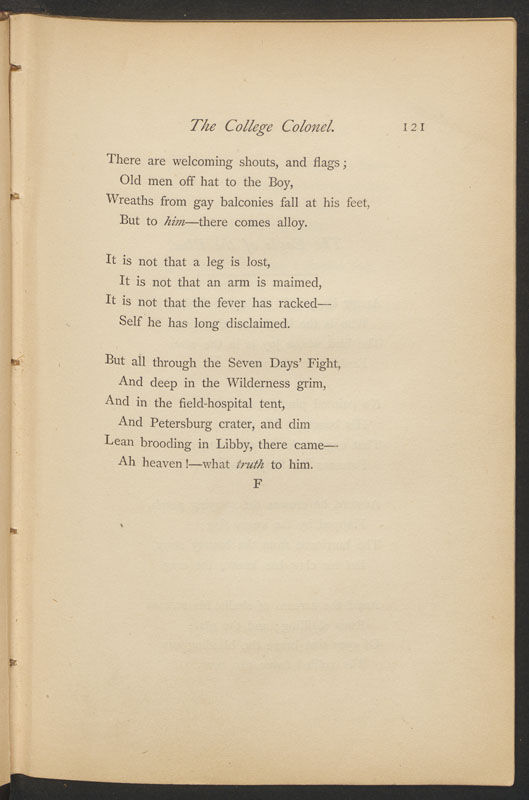 The College Colonel. 121
There are welcoming shouts, and flags;
Old men off hat to the Boy,
Wreaths from gay balconies fall at his feet,
But to him—there comes alloy.

It is not that a leg is lost,
It is not that an arm is maimed,
It is not that the fever has racked—
Self he has long disclaimed.

But all through the Seven Days' Fight,
And deep in the Wilderness grim,
And in the field-hospital tent,
And Petersburg crater, and dim
Lean brooding in Libby, there came—
Ah heaven!—what truth to him.
F